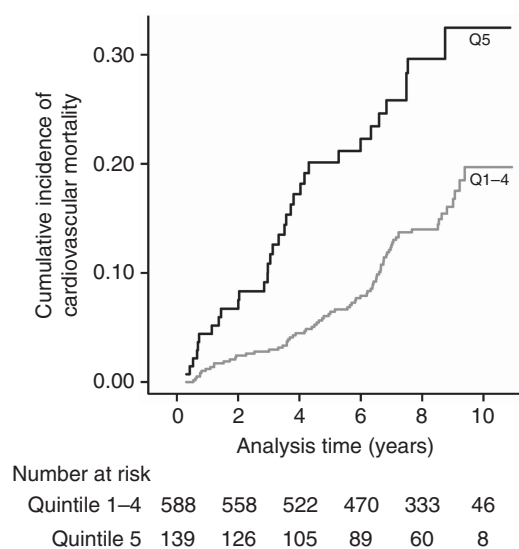 Cumulative incidence of
cardiovascular mortality
0.30
0.20
0.10
0.00
Q5
Q1–4
0 2 4 6 8 10
Analysis time (years)
Number at risk
Quintile 1–4 588 558 522 470 333 46
Quintile 5 139 126 105 89 60 8